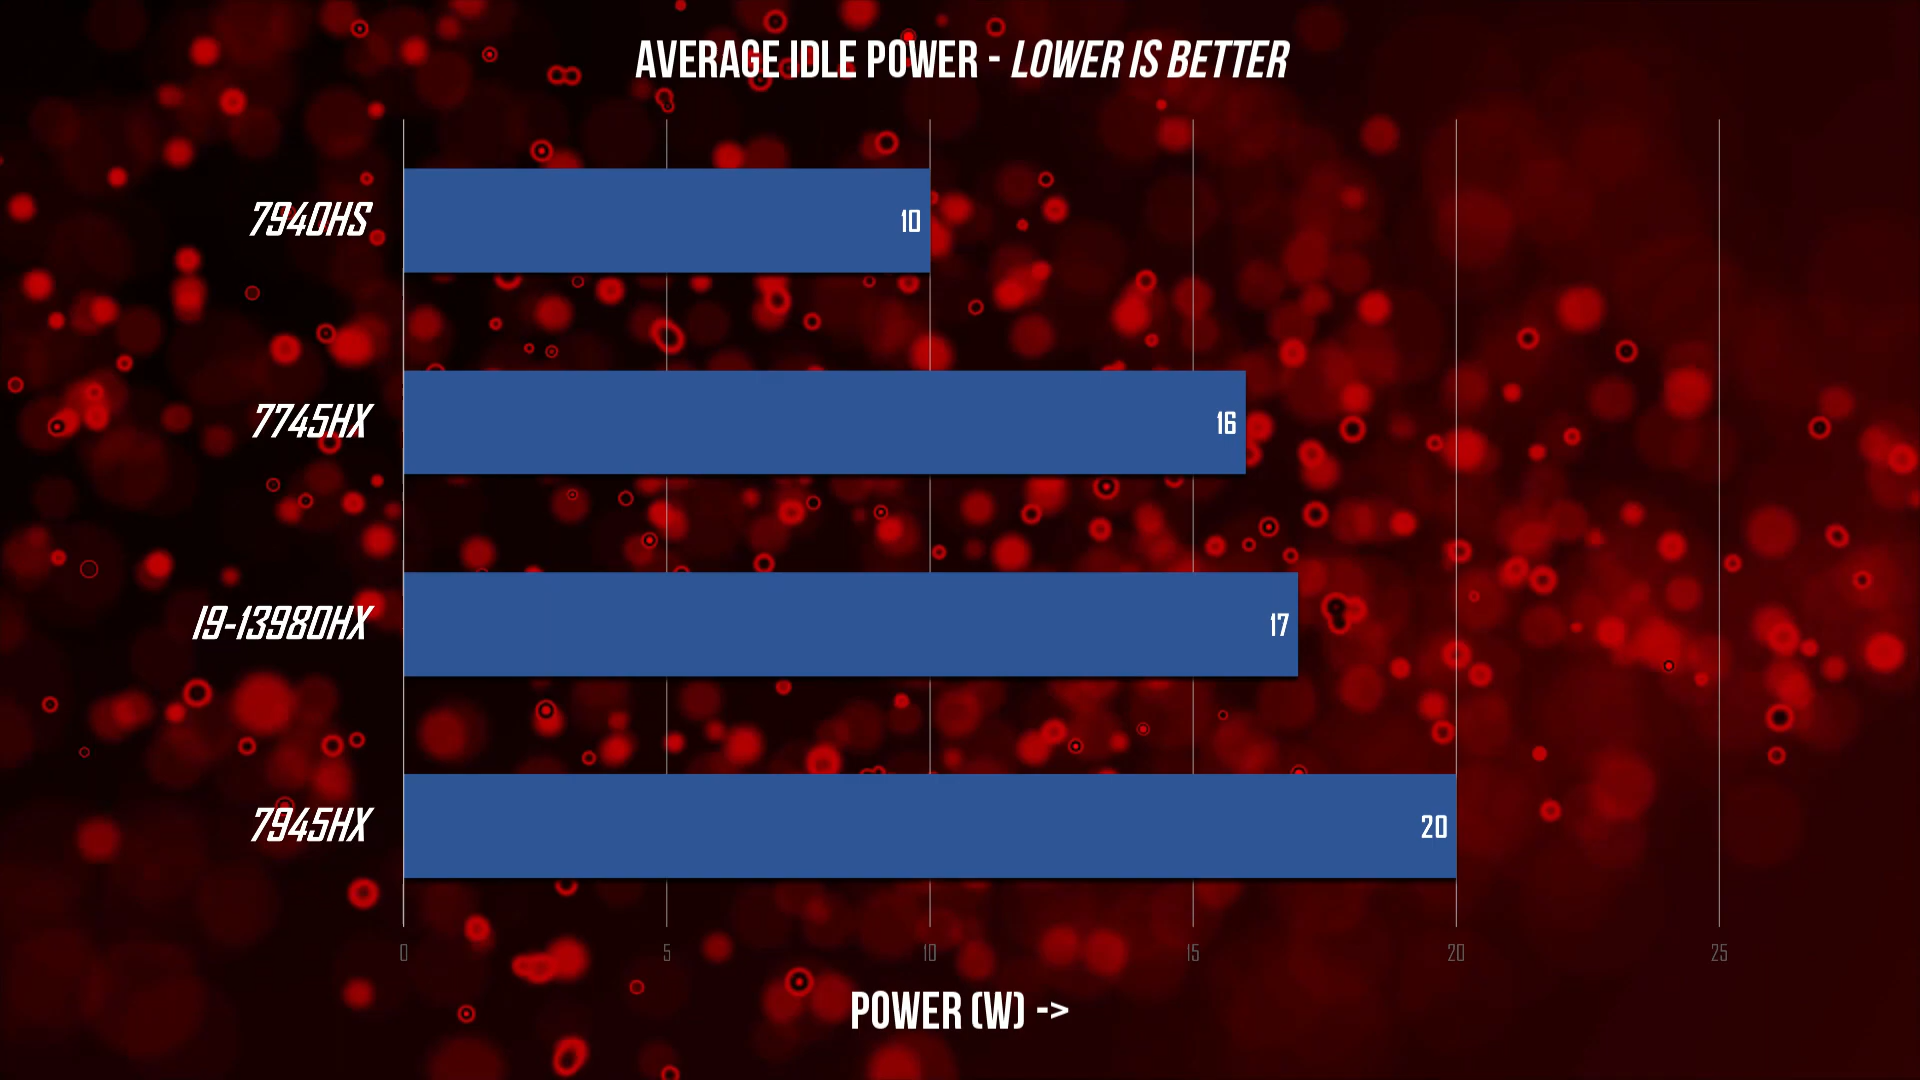 AVERAGE IDLE POWER - LOWER IS BETTER
7940HS
10
7745HX
16
I9-13980HX
17
7945HX
20
0 5 10 15 20 25
POWER (W) ->